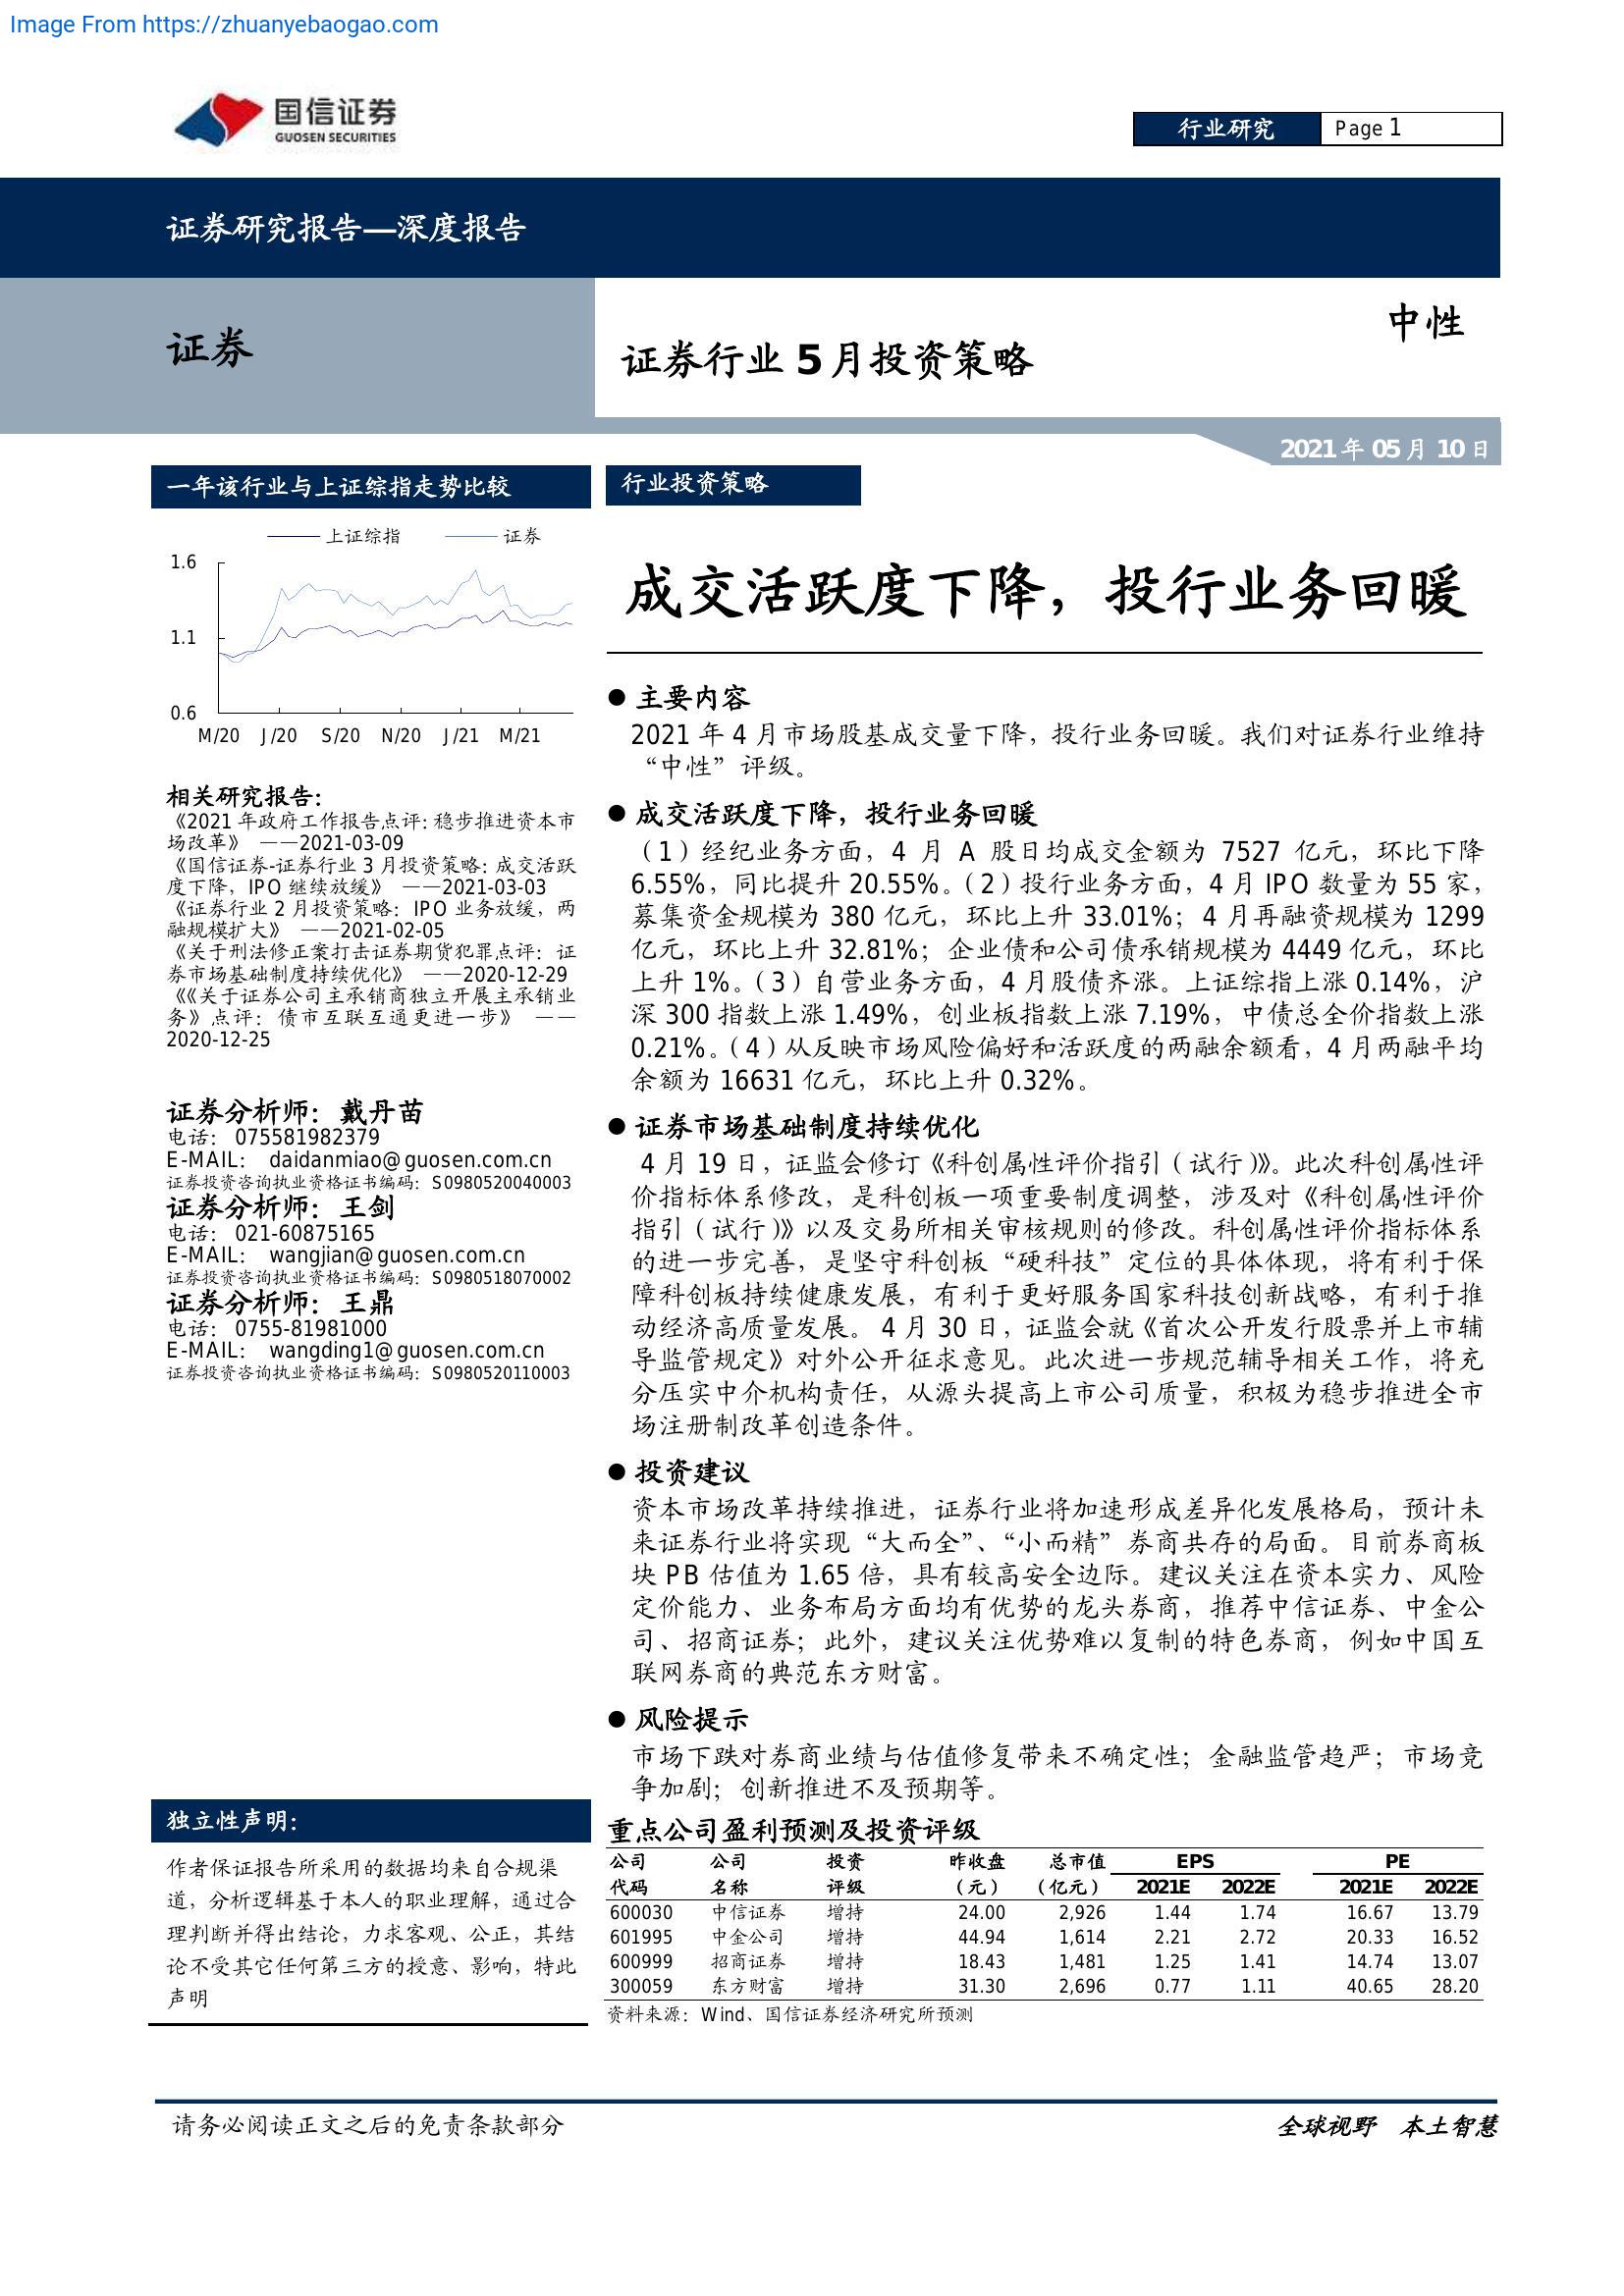 Image From https://zhuanyebaogao.com
国信证券
GUOSEN SECURITIES
行业研究
Page 1
证券研究报告—深度报告
证券
证券行业 5 月投资策略
中性
2021 年 05 月 10 日
一年该行业与上证综指走势比较
上证综指 证券
1.6
1.1
0.6
M/20 J/20 S/20 N/20 J/21 M/21
相关研究报告:
《2021 年政府工作报告点评:稳步推进资本市
场改革》 ——2021-03-09
《国信证券-证券行业 3 月投资策略:成交活跃
度下降，IPO 继续放缓》 ——2021-03-03
《证券行业 2 月投资策略：IPO 业务放缓，两
融规模扩大》 ——2021-02-05
《关于刑法修正案打击证券期货犯罪点评：证
券市场基础制度持续优化》 ——2020-12-29
《《关于证券公司主承销商独立开展主承销业
务》点评：债市互联互通更进一步》 ——
2020-12-25
证券分析师：戴丹苗
电话： 075581982379
E-MAIL： daidanmiao@guosen.com.cn
证券投资咨询执业资格证书编码：S0980520040003
证券分析师：王剑
电话： 021-60875165
E-MAIL： wangjian@guosen.com.cn
证券投资咨询执业资格证书编码：S0980518070002
证券分析师：王鼎
电话： 0755-81981000
E-MAIL： wangding1@guosen.com.cn
证券投资咨询执业资格证书编码：S0980520110003
独立性声明:
作者保证报告所采用的数据均来自合规渠
道，分析逻辑基于本人的职业理解，通过合
理判断并得出结论，力求客观、公正，其结
论不受其它任何第三方的授意、影响，特此
声明
行业投资策略
成交活跃度下降，投行业务回暖
● 主要内容
2021 年 4 月市场股基成交量下降，投行业务回暖。我们对证券行业维持
“中性”评级。
● 成交活跃度下降，投行业务回暖
（1）经纪业务方面，4 月 A 股日均成交金额为 7527 亿元，环比下降
6.55%，同比提升 20.55%。（2）投行业务方面，4 月 IPO 数量为 55 家，
募集资金规模为 380 亿元，环比上升 33.01%；4 月再融资规模为 1299
亿元，环比上升 32.81%；企业债和公司债承销规模为 4449 亿元，环比
上升 1%。（3）自营业务方面，4 月股债齐涨。上证综指上涨 0.14%，沪
深 300 指数上涨 1.49%，创业板指数上涨 7.19%，中债总全价指数上涨
0.21%。（4）从反映市场风险偏好和活跃度的两融余额看，4 月两融平均
余额为 16631 亿元，环比上升 0.32%。
● 证券市场基础制度持续优化
4 月 19 日，证监会修订《科创属性评价指引（试行）》。此次科创属性评
价指标体系修改，是科创板一项重要制度调整，涉及对《科创属性评价
指引（试行）》以及交易所相关审核规则的修改。科创属性评价指标体系
的进一步完善，是坚守科创板“硬科技”定位的具体体现，将有利于保
障科创板持续健康发展，有利于更好服务国家科技创新战略，有利于推
动经济高质量发展。 4 月 30 日，证监会就《首次公开发行股票并上市辅
导监管规定》对外公开征求意见。此次进一步规范辅导相关工作，将充
分压实中介机构责任，从源头提高上市公司质量，积极为稳步推进全市
场注册制改革创造条件。
● 投资建议
资本市场改革持续推进，证券行业将加速形成差异化发展格局，预计未
来证券行业将实现“大而全”、“小而精”券商共存的局面。目前券商板
块 PB 估值为 1.65 倍，具有较高安全边际。建议关注在资本实力、风险
定价能力、业务布局方面均有优势的龙头券商，推荐中信证券、中金公
司、招商证券；此外，建议关注优势难以复制的特色券商，例如中国互
联网券商的典范东方财富。
● 风险提示
市场下跌对券商业绩与估值修复带来不确定性；金融监管趋严；市场竞
争加剧；创新推进不及预期等。
重点公司盈利预测及投资评级
公司 公司 投资 昨收盘 总市值 EPS PE
代码 名称 评级 （元） （亿元） 2021E 2022E 2021E 2022E
600030 中信证券 增持 24.00 2,926 1.44 1.74 16.67 13.79
601995 中金公司 增持 44.94 1,614 2.21 2.72 20.33 16.52
600999 招商证券 增持 18.43 1,481 1.25 1.41 14.74 13.07
300059 东方财富 增持 31.30 2,696 0.77 1.11 40.65 28.20
资料来源：Wind、国信证券经济研究所预测
请务必阅读正文之后的免责条款部分
全球视野 本土智慧